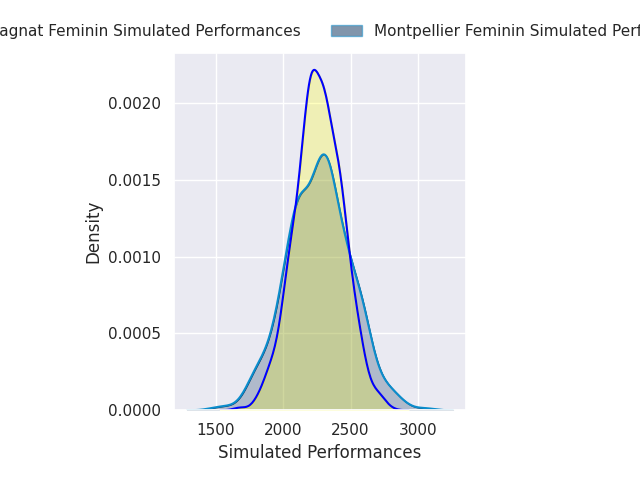 agnat Feminin Simulated Performances
Montpellier Feminin Simulated Perf
0.0020
0.0015
0.0010
0.0005
0.0000
Density
1500 2000 2500 3000
Simulated Performances